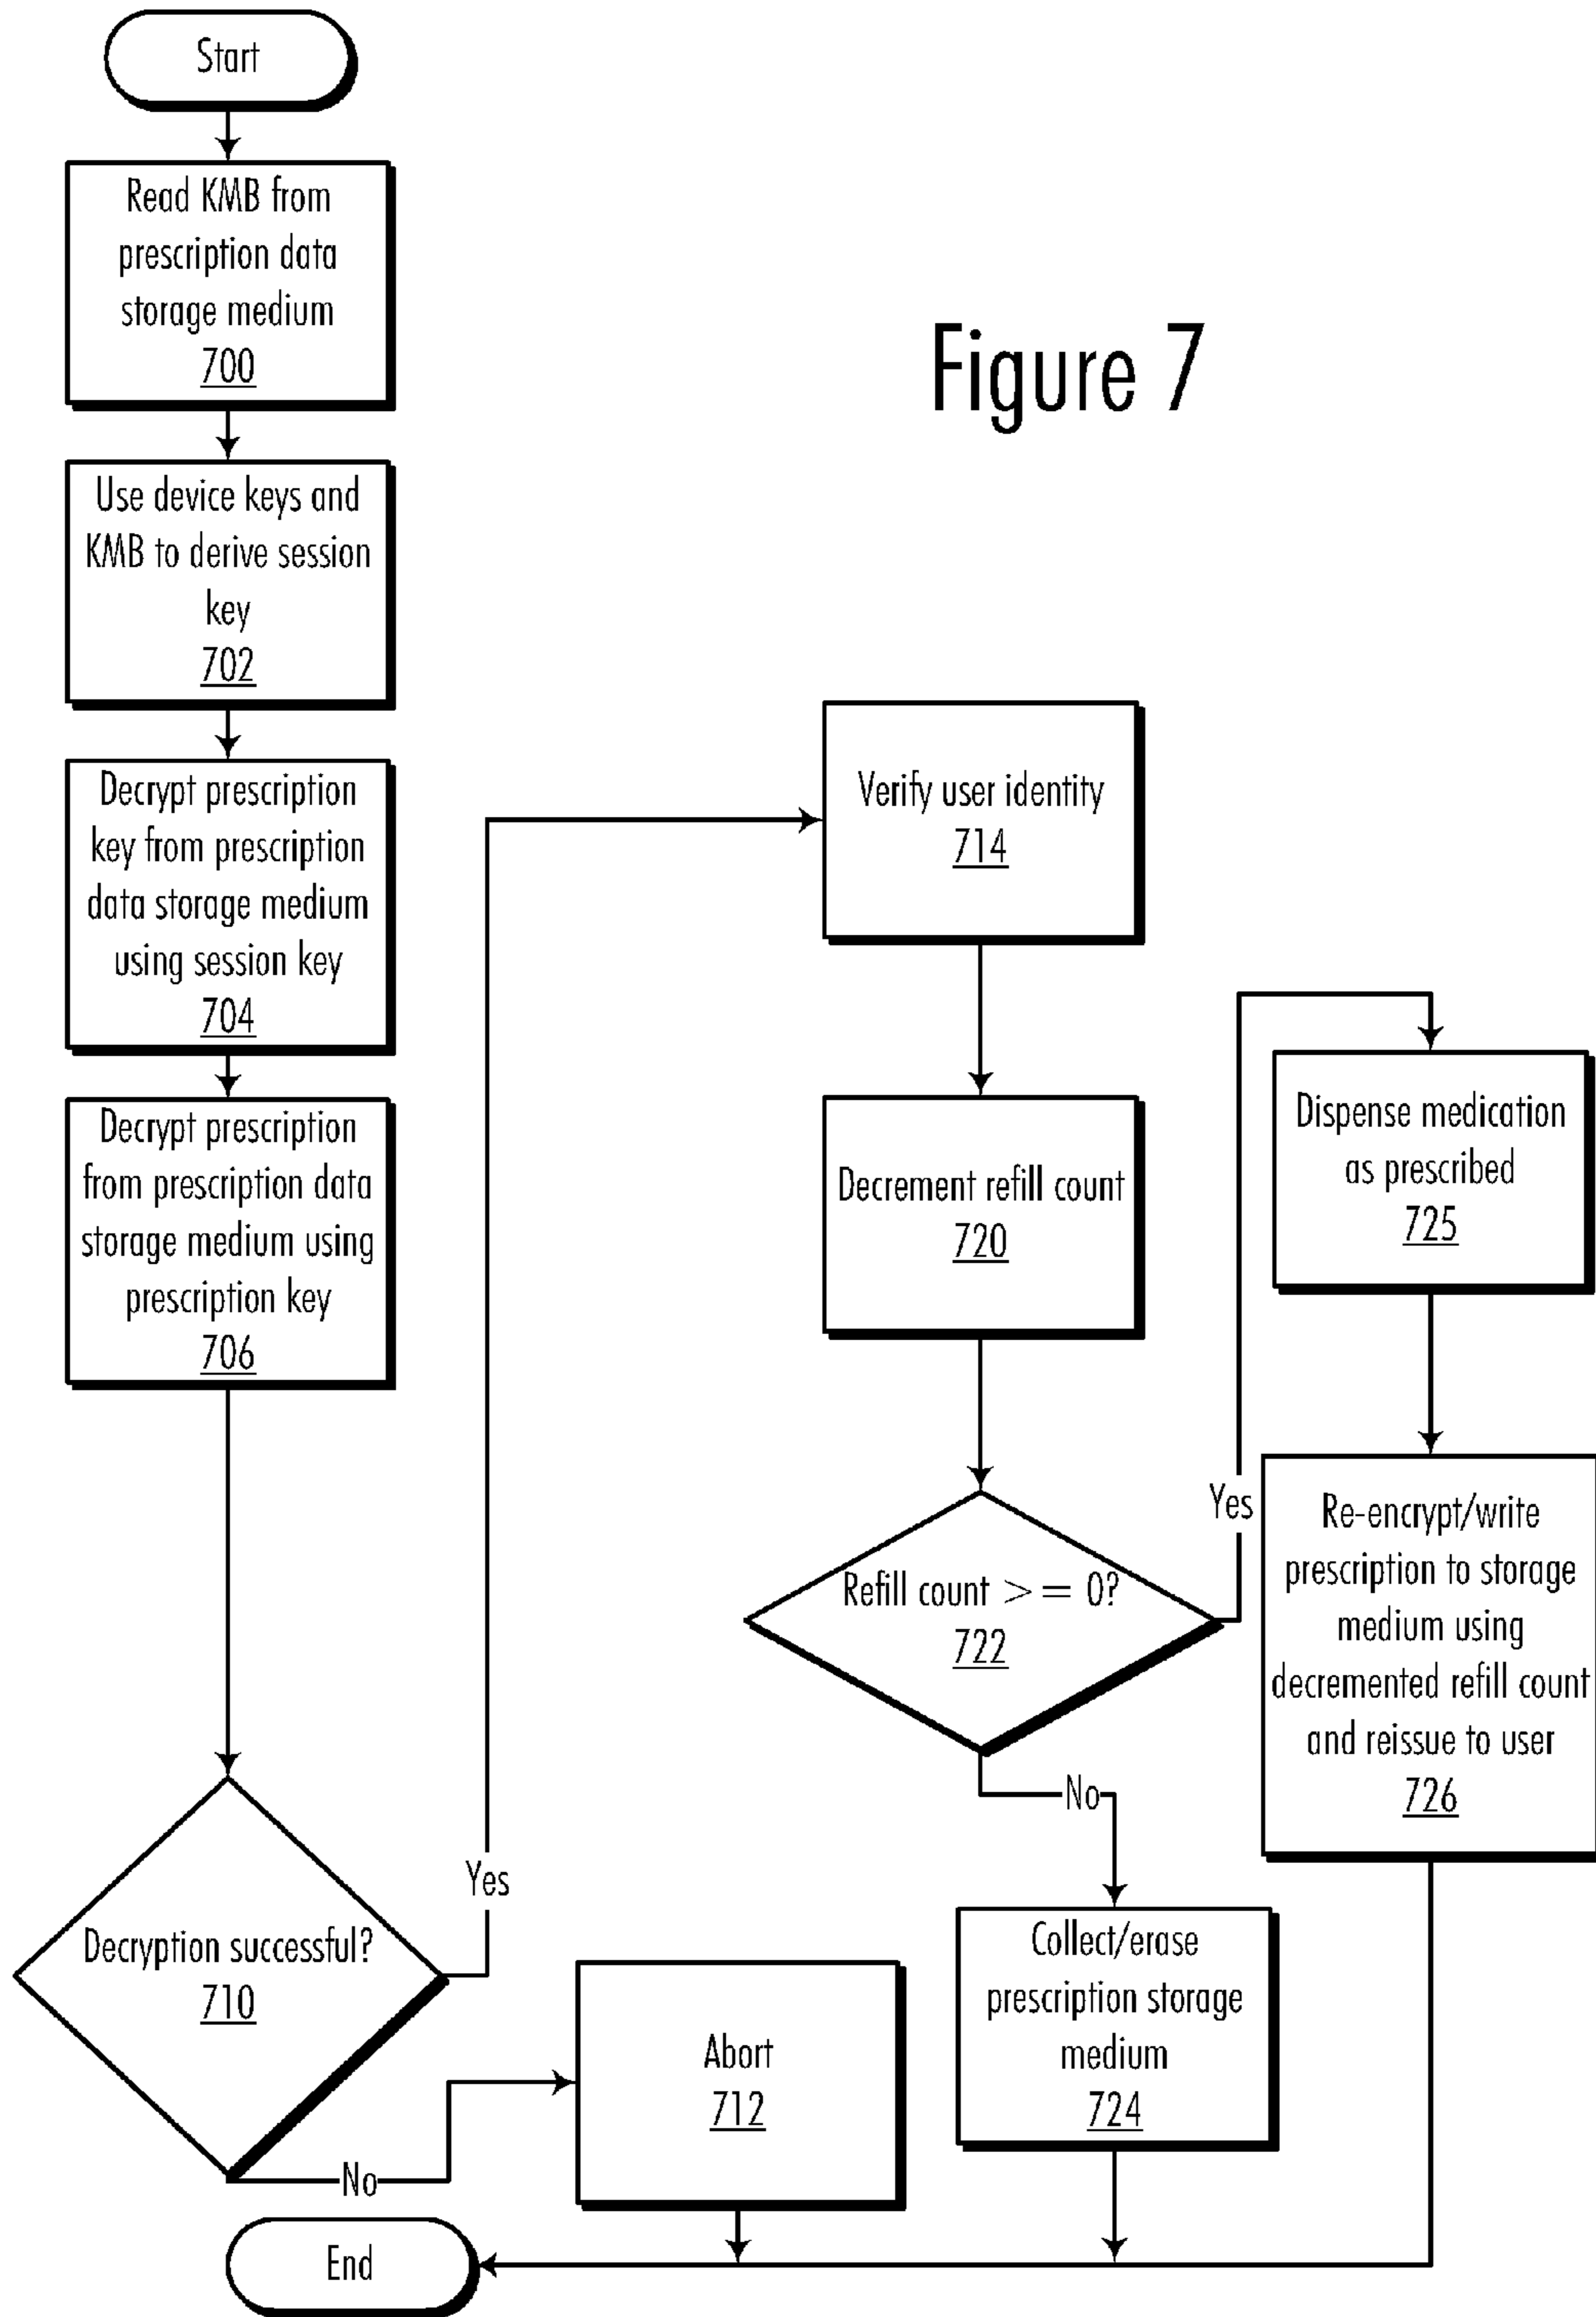 Start
Read KMB from
prescription data
storage medium
700
Figure 7
Use device keys and
KMB to derive session
key
702
Decrypt prescription
key from prescription
data storage medium
using session key
704
Decrypt prescription
from prescription data
storage medium using
prescription key
706
Decryption successful?
710
Yes
No
Abort
712
Verify user identity
714
Decrement refill count
720
Refill count >= 0?
722
Yes
No
Collect/erase
prescription storage
medium
724
Dispense medication
as prescribed
725
Re-encrypt/write
prescription to storage
medium using
decremented refill count
and reissue to user
726
End